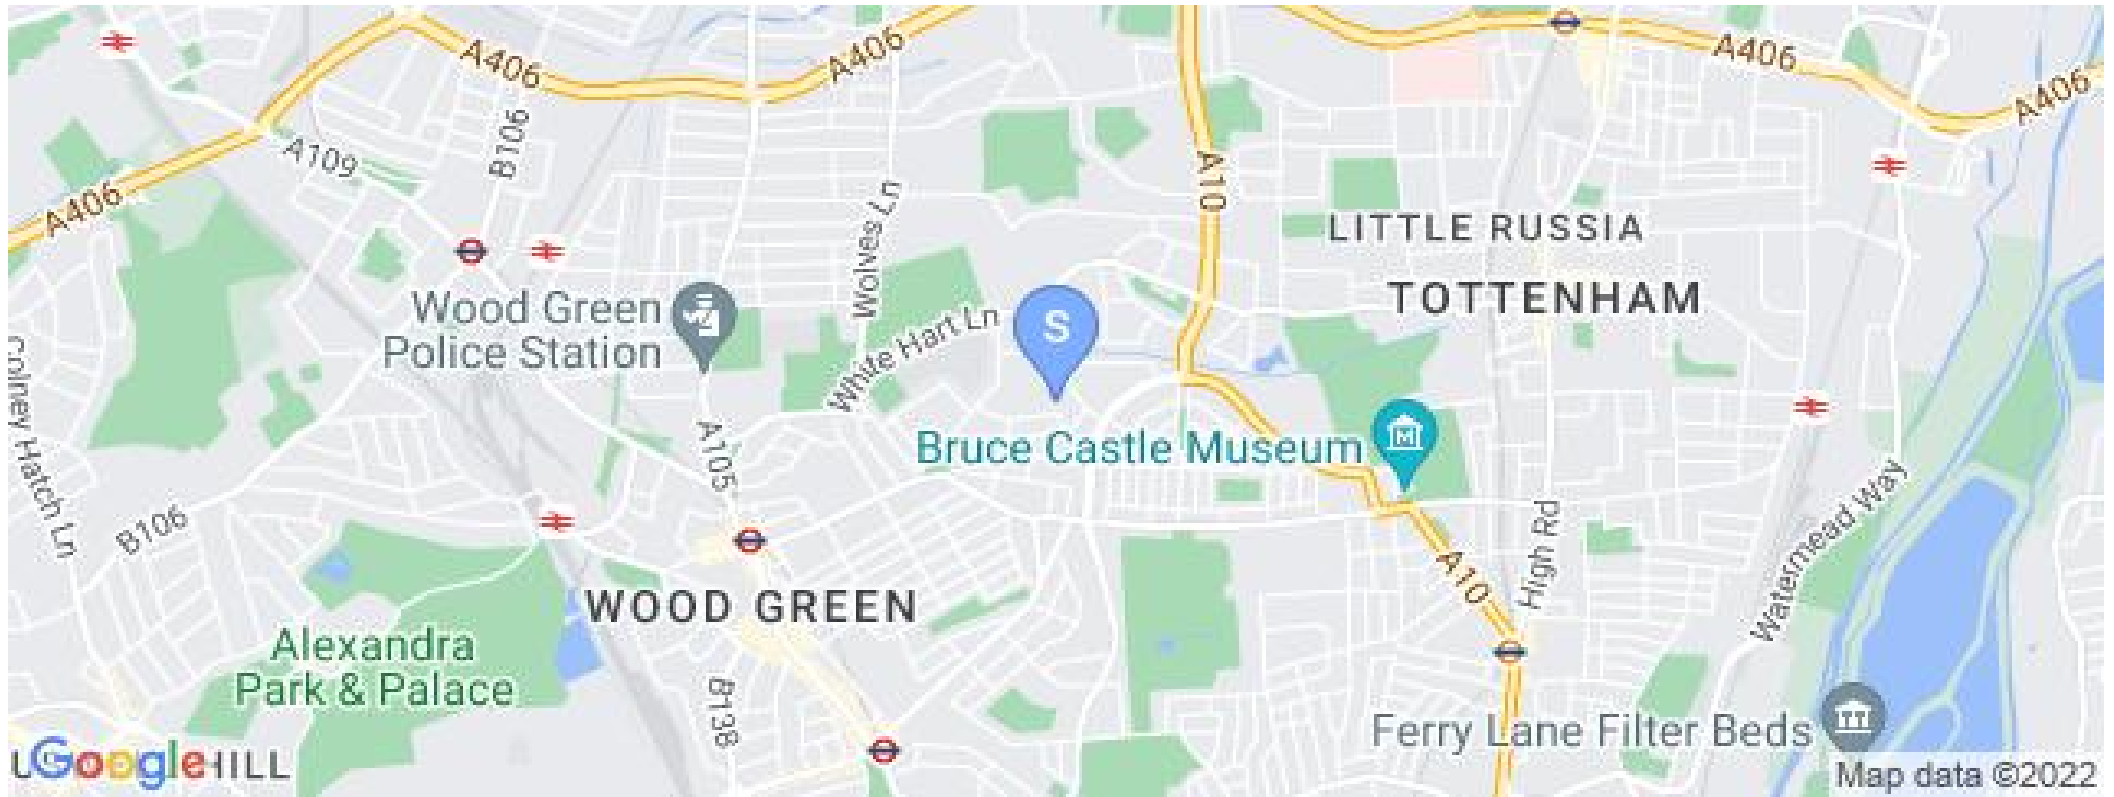 A406
A406
A406
A406
A406
B106
A109
A10
Wolves Ln
LITTLE RUSSIA
TOTTENHAM
Wood Green
Police Station
White Hart Ln
S
Colney Hatch Ln
A105
Bruce Castle Museum
M
B106
High Rd
Watermead Way
A10
WOOD GREEN
Alexandra
Park & Palace
B138
Ferry Lane Filter Beds
Google
HILL
Map data ©2022